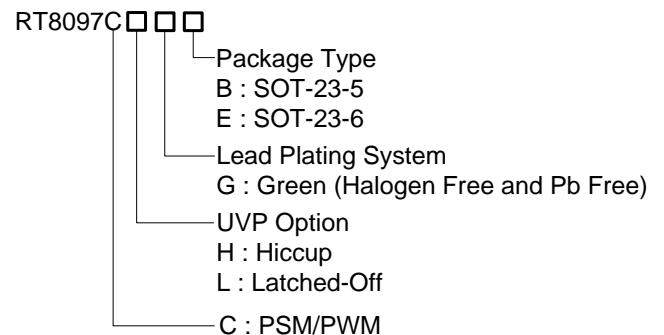 RT8097C
Package Type
B : SOT-23-5
E : SOT-23-6
Lead Plating System
G : Green (Halogen Free and Pb Free)
UVP Option
H : Hiccup
L : Latched-Off
C : PSM/PWM